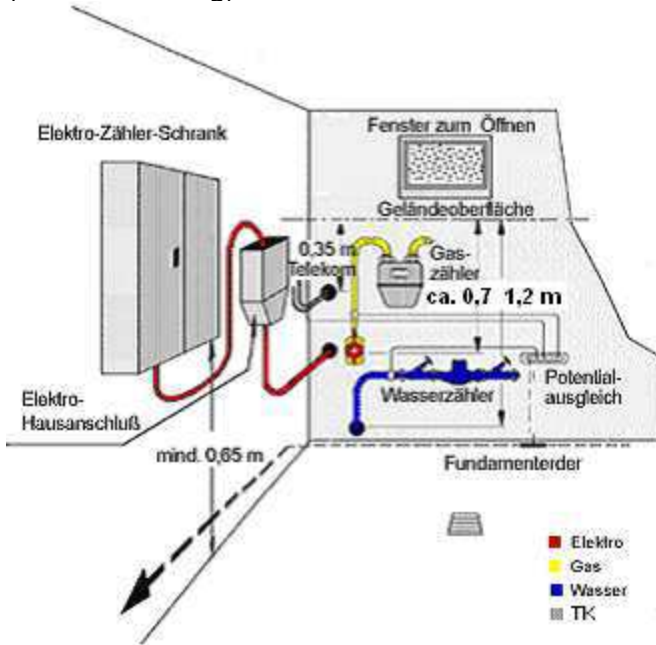 Elektro-Zähler-Schrank
Fenster zum Öffnen
Geländeoberfläche
0,35 m
Telekom
Gas-
zähler
ca. 0,7 1,2 m
Elektro-
Hausanschluß
Wasserzähler
Potential-
ausgleich
mind. 0,65 m
Fundamenterder
Elektro
Gas
Wasser
TK